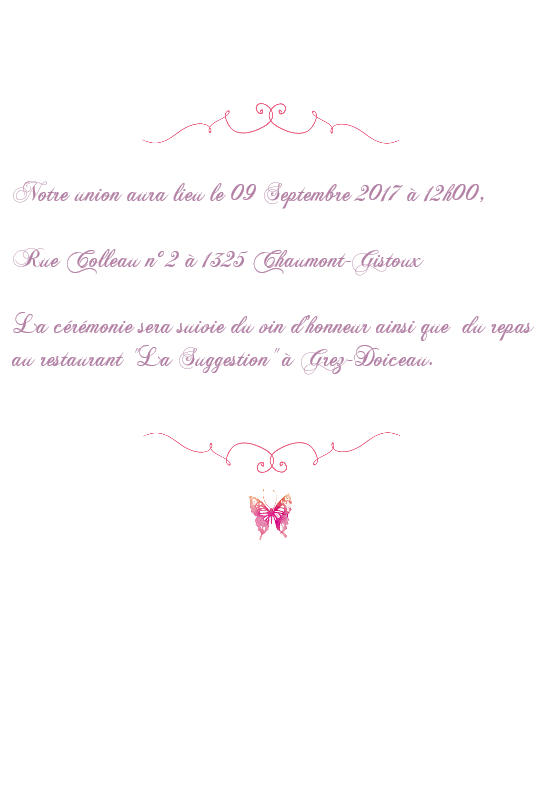 Notre union aura lieu le 09 Septembre 2017 à 12h00,
Rue Colleau n° 2 à 1325 Chaumont-Gistoux
La cérémonie sera suivie du vin d'honneur ainsi que du repas
au restaurant "La Suggestion" à Grez-Doiceau.